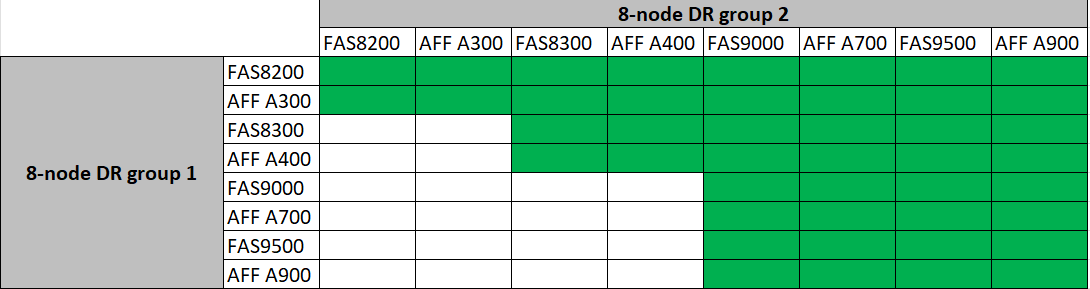 8-node DR group 2
FAS8200 AFF A300 FAS8300 AFF A400 FAS9000 AFF A700 FAS9500 AFF A900
8-node DR group 1
FAS8200
AFF A300
FAS8300
AFF A400
FAS9000
AFF A700
FAS9500
AFF A900